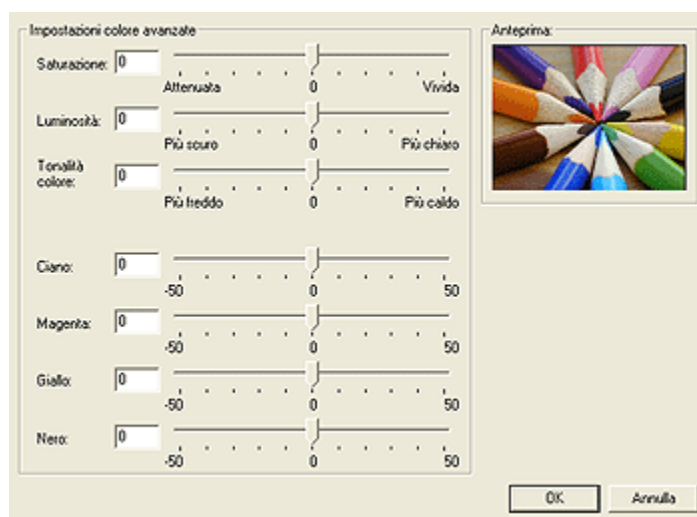 Impostazioni colore avanzate
Saturazione: 0
Attenuata 0 Vivida
Luminosità: 0
Più scuro 0 Più chiaro
Tonalità
colore: 0
Più freddo 0 Più caldo
Ciano: 0
-50 0 50
Magenta: 0
-50 0 50
Giallo: 0
-50 0 50
Nero: 0
-50 0 50
Anteprima:
OK Annulla